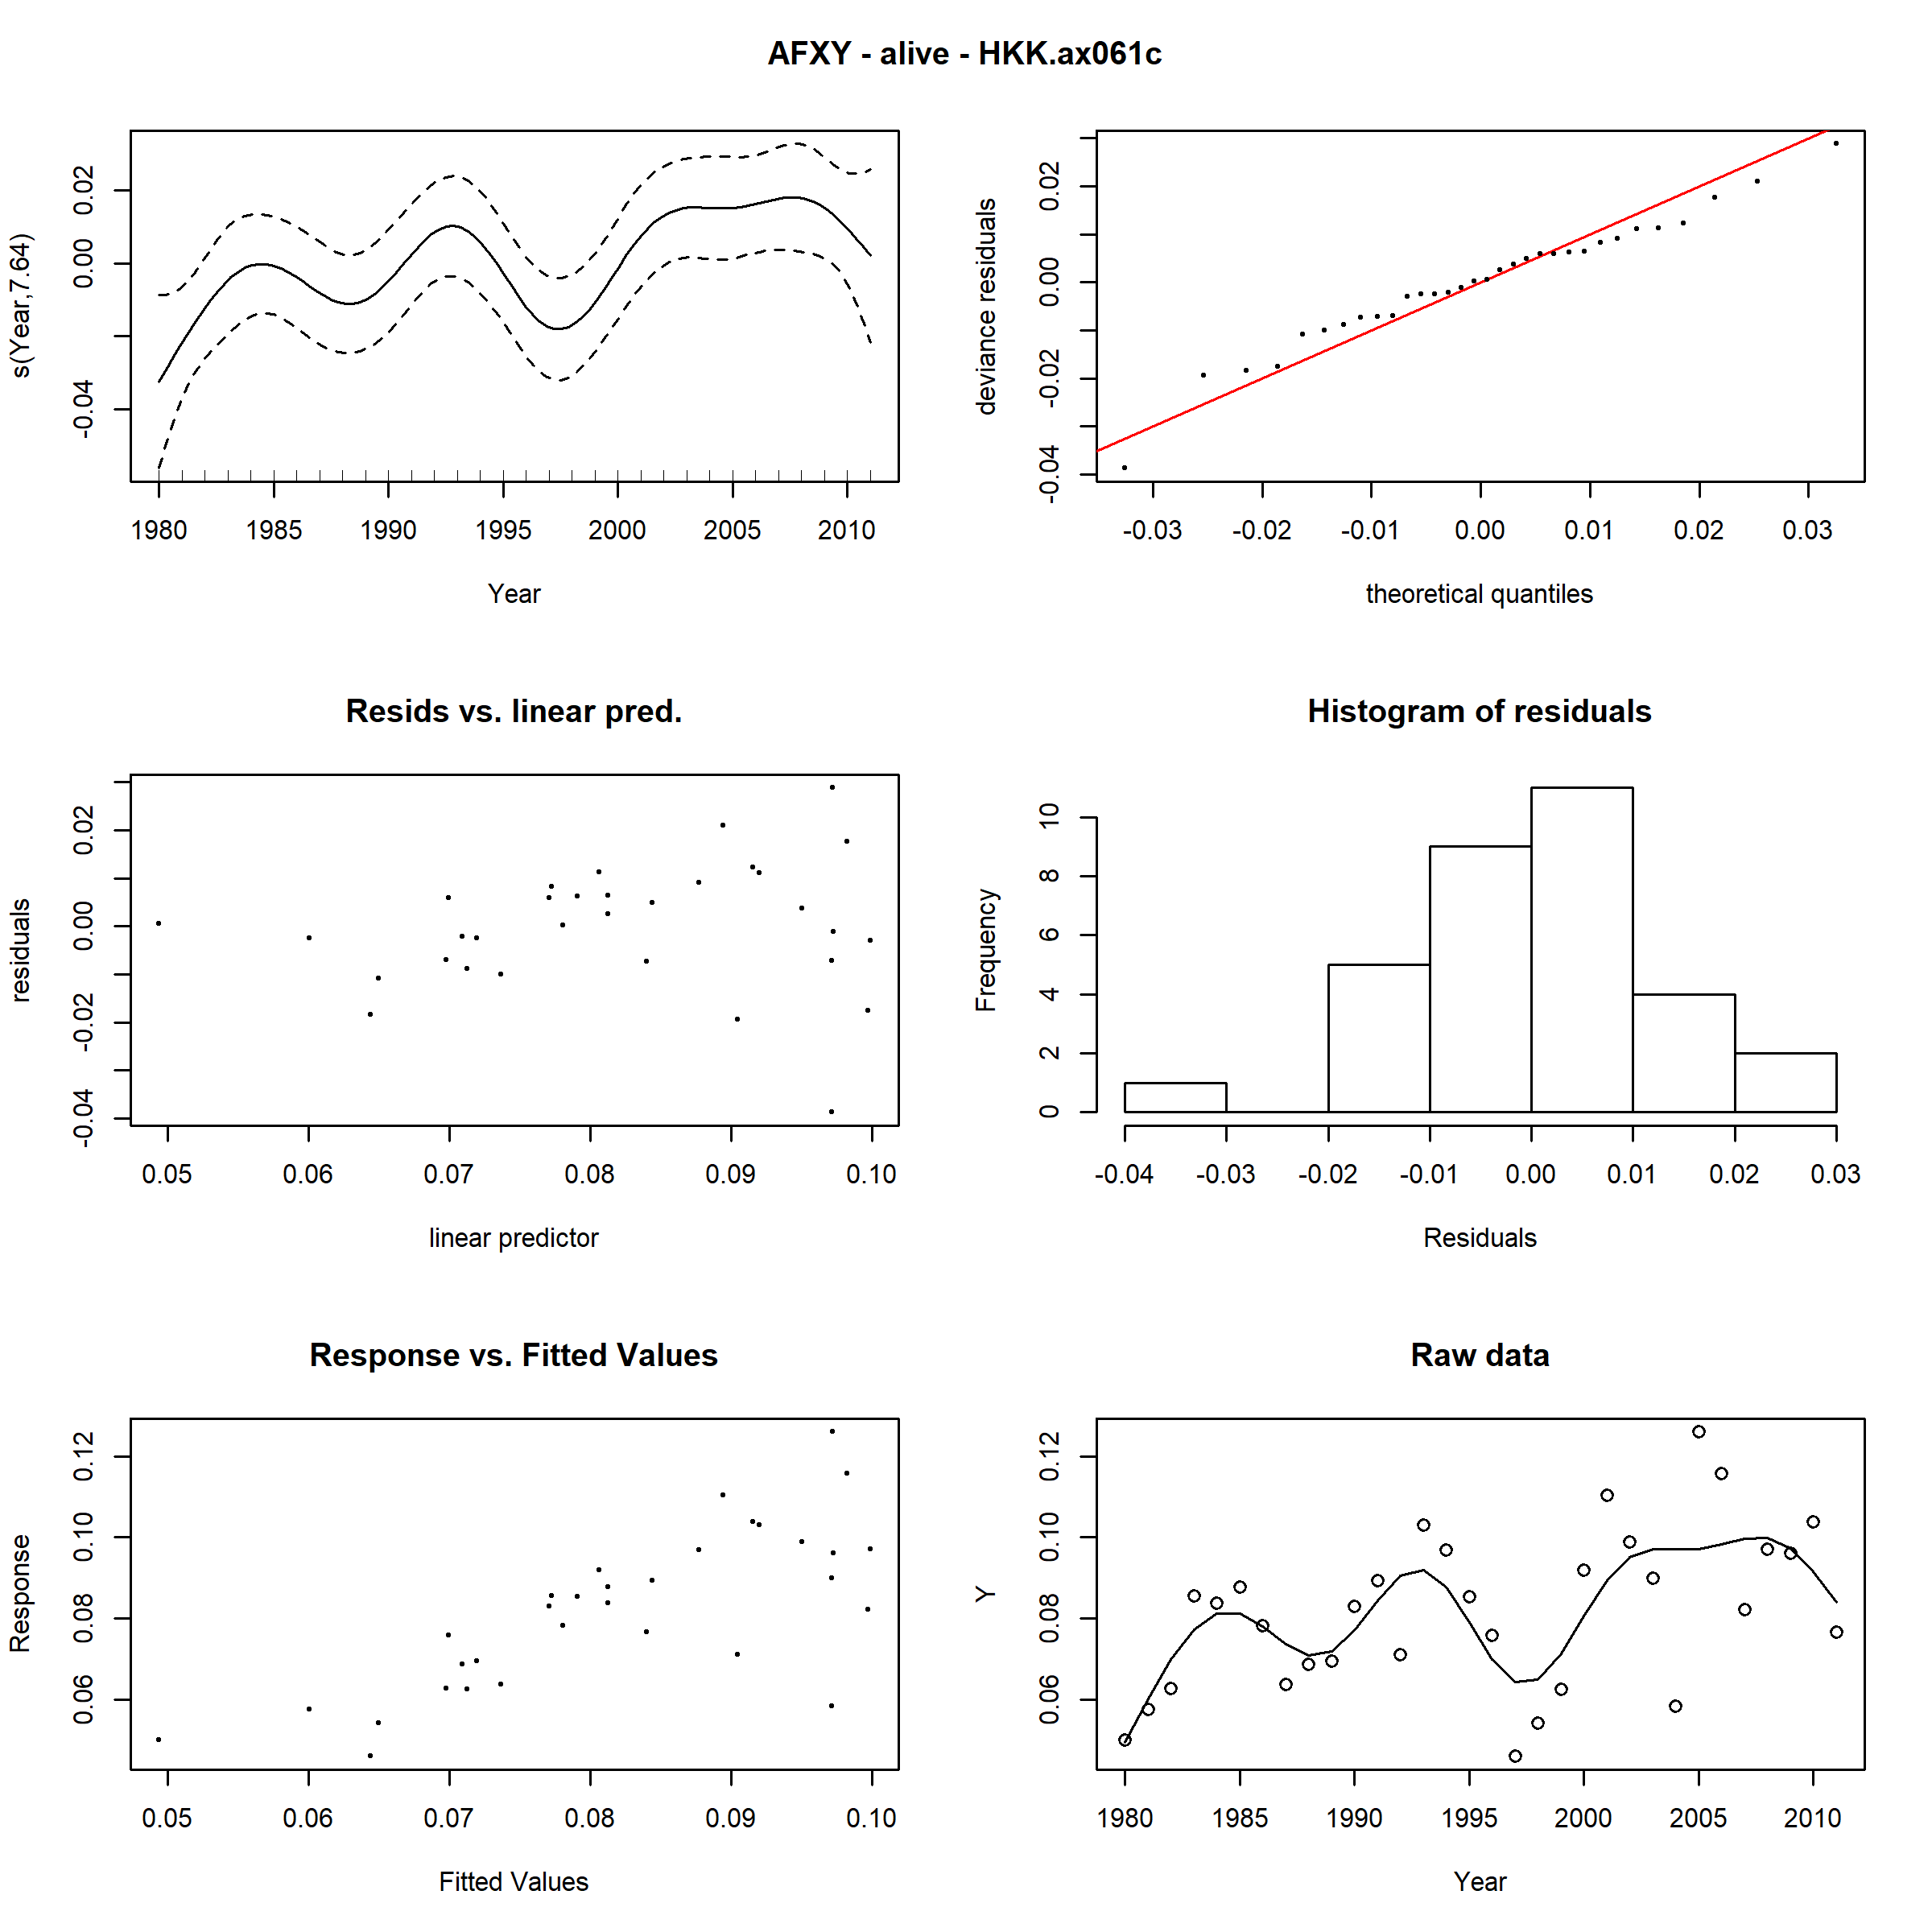 AFXY - alive - HKK.ax061c
s(Year,7.64)
-0.04 0.00 0.02
1980 1985 1990 1995 2000 2005 2010
Year
deviance residuals
-0.04 -0.02 0.00 0.02
-0.03 -0.02 -0.01 0.00 0.01 0.02 0.03
theoretical quantiles
Resids vs. linear pred.
residuals
-0.04 -0.02 0.00 0.02
0.05 0.06 0.07 0.08 0.09 0.10
linear predictor
Histogram of residuals
Frequency
0 2 4 6 8 10
-0.04 -0.03 -0.02 -0.01 0.00 0.01 0.02 0.03
Residuals
Response vs. Fitted Values
Response
0.06 0.08 0.10 0.12
0.05 0.06 0.07 0.08 0.09 0.10
Fitted Values
Raw data
Y
0.06 0.08 0.10 0.12
1980 1985 1990 1995 2000 2005 2010
Year